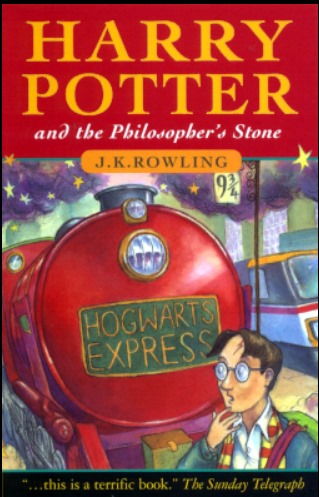 HARRY
POTTER
and the Philosopher's Stone
J.K.ROWLING
9¾
HOGWARTS
EXPRESS
"…this is a terrific book." The Sunday Telegraph